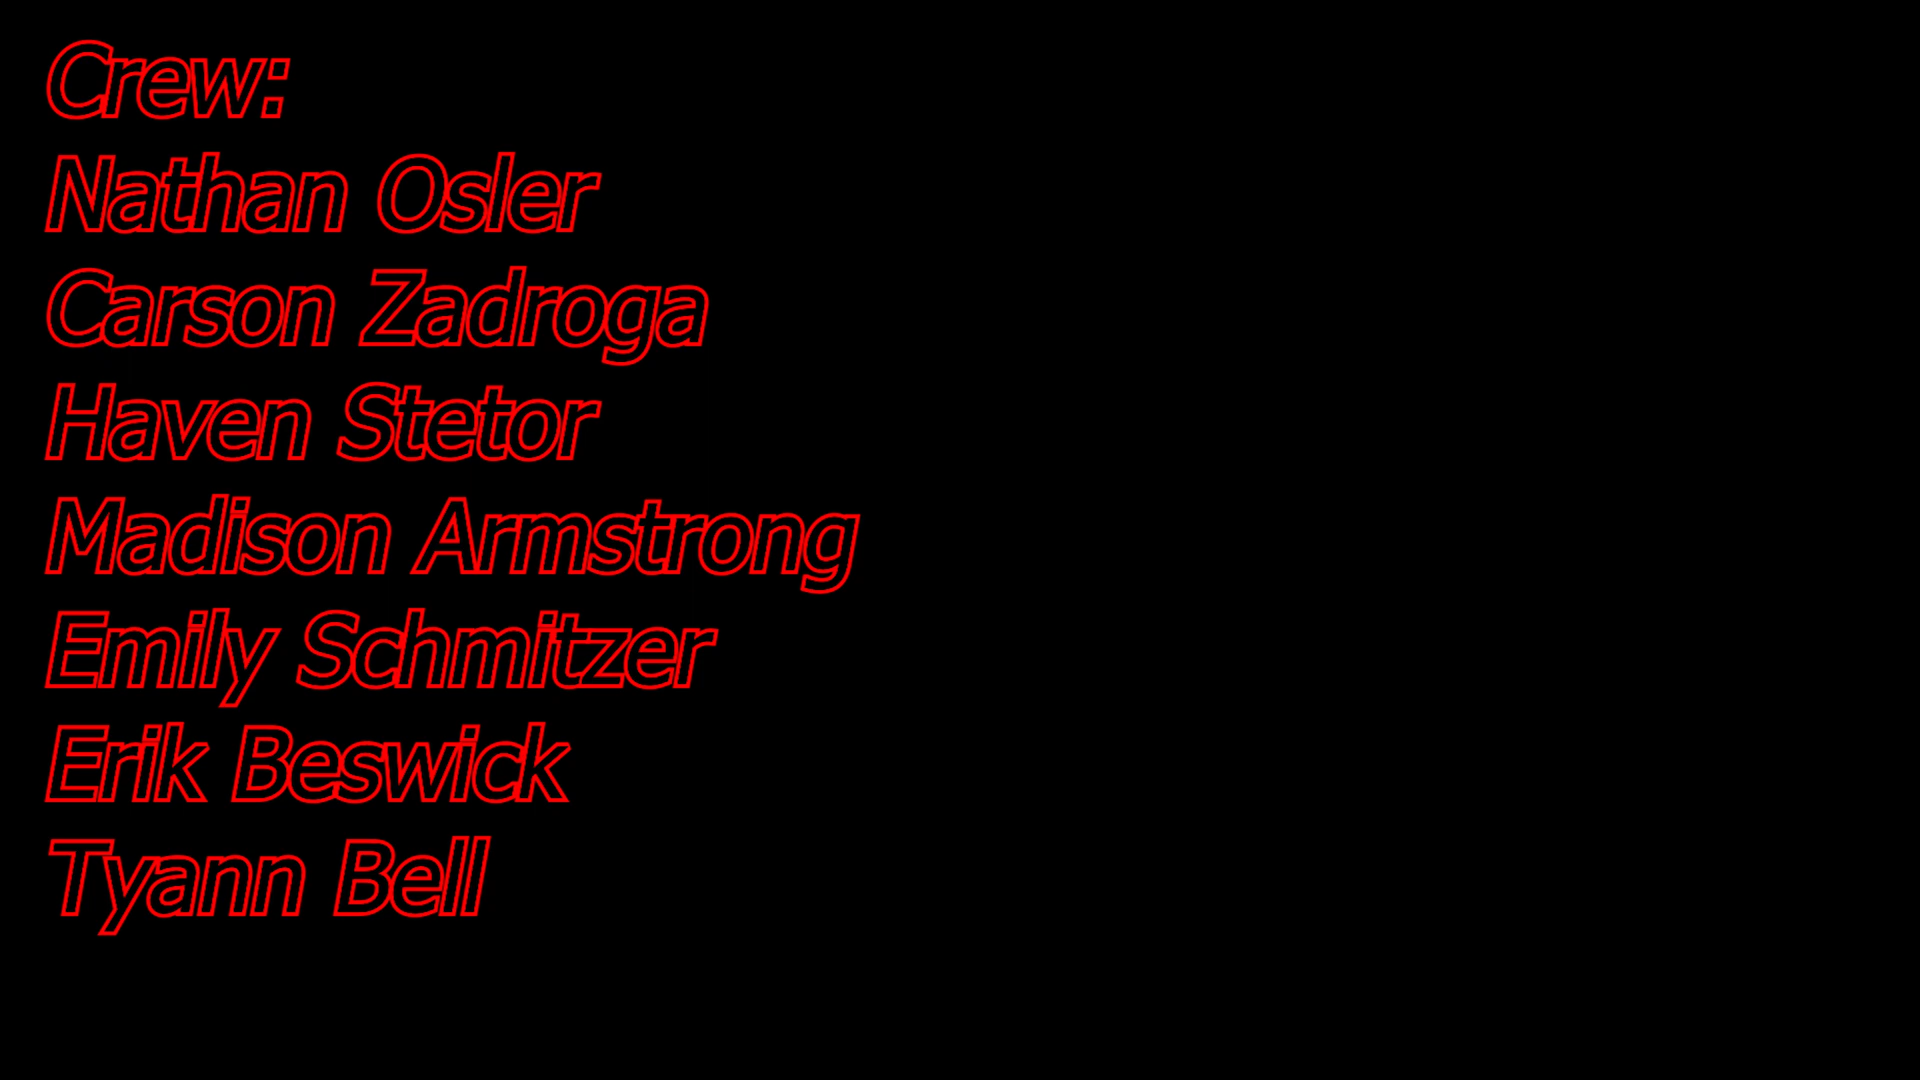 Crew:
Nathan Osler
Carson Zadroga
Haven Stetor
Madison Armstrong
Emily Schmitzer
Erik Beswick
Tyann Bell